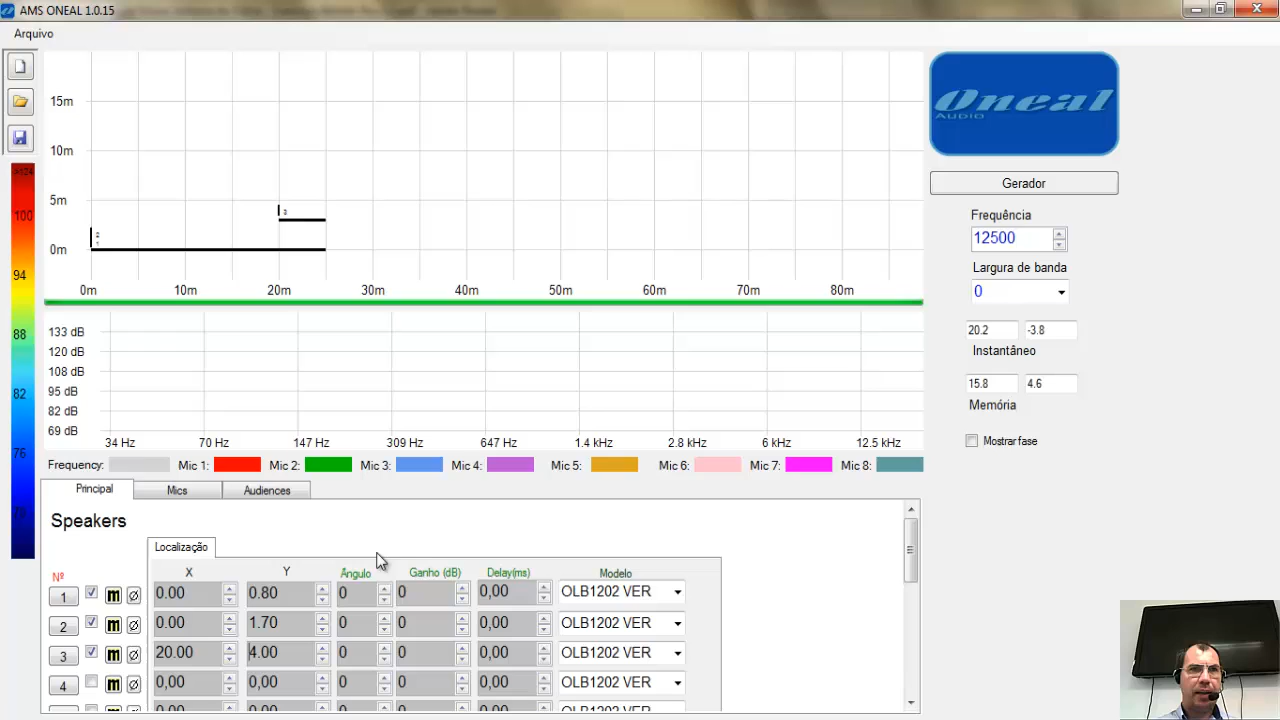 AMS ONEAL 1.0.15
Arquivo
15m
10m
5m
0m
3
2
1
0m 10m 20m 30m 40m 50m 60m 70m 80m
>124
100
94
88
82
76
Oneal
AUDIO
Gerador
Frequência
12500
Largura de banda
0
20.2 -3.8
Instantâneo
15.8 4.6
Memória
Mostrar fase
133 dB
120 dB
108 dB
95 dB
82 dB
69 dB
34 Hz 70 Hz 147 Hz 309 Hz 647 Hz 1.4 kHz 2.8 kHz 6 kHz 12.5 kHz
Frequency: Mic 1: Mic 2: Mic 3: Mic 4: Mic 5: Mic 6: Mic 7: Mic 8:
Principal Mics Audiences
Speakers
Localização
Nº X Y Ângulo Ganho (dB) Delay(ms) Modelo
1 m ø 0.00 0.80 0 0 0,00 OLB1202 VER
2 m ø 0.00 1.70 0 0 0,00 OLB1202 VER
3 m ø 20.00 4.00 0 0 0,00 OLB1202 VER
4 m ø 0,00 0,00 0 0 0,00 OLB1202 VER